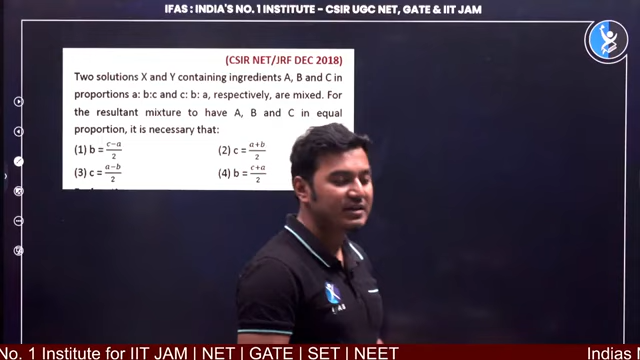 IFAS : INDIA'S NO. 1 INSTITUTE – CSIR UGC NET, GATE & IIT JAM
(CSIR NET/JRF DEC 2018)
Two solutions X and Y containing ingredients A, B and C in
proportions a: b:c and c: b: a, respectively, are mixed. For
the resultant mixture to have A, B and C in equal
proportion, it is necessary that:
(1) b = c−a/2 (2) c = a+b/2
(3) c = a−b/2 (4) b = c+a/2
No. 1 Institute for IIT JAM | NET | GATE | SET | NEET Indias N